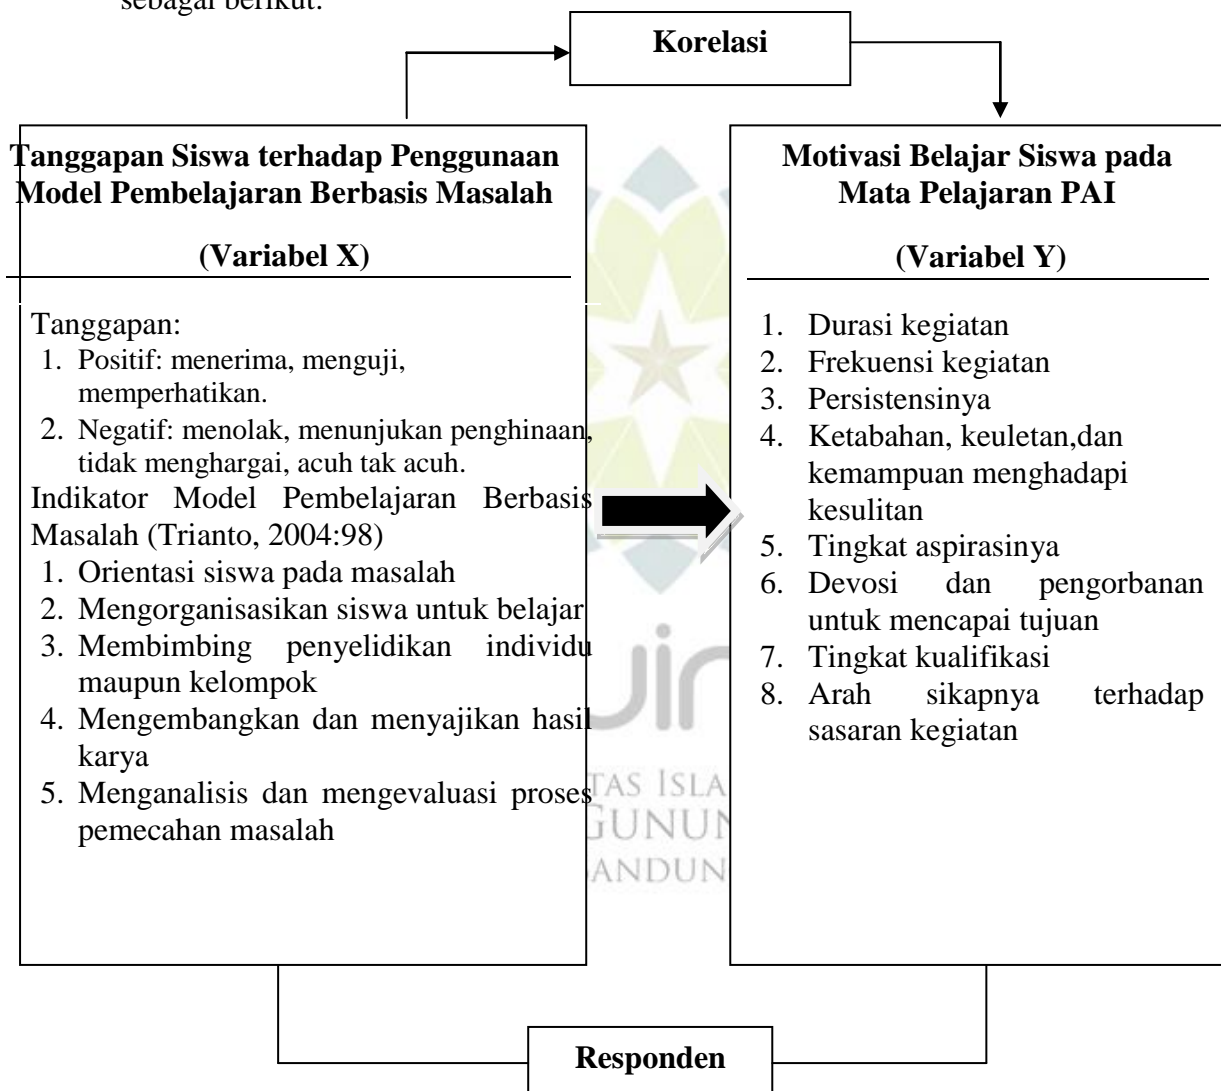 sebagai berikut:
Korelasi
Tanggapan Siswa terhadap Penggunaan
Model Pembelajaran Berbasis Masalah
(Variabel X)
Tanggapan:
1. Positif: menerima, menguji,
memperhatikan.
2. Negatif: menolak, menunjukan penghinaan,
tidak menghargai, acuh tak acuh.
Indikator Model Pembelajaran Berbasis
Masalah (Trianto, 2004:98)
1. Orientasi siswa pada masalah
2. Mengorganisasikan siswa untuk belajar
3. Membimbing penyelidikan individu
maupun kelompok
4. Mengembangkan dan menyajikan hasil
karya
5. Menganalisis dan mengevaluasi proses
pemecahan masalah
Motivasi Belajar Siswa pada
Mata Pelajaran PAI
(Variabel Y)
1. Durasi kegiatan
2. Frekuensi kegiatan
3. Persistensinya
4. Ketabahan, keuletan,dan
kemampuan menghadapi
kesulitan
5. Tingkat aspirasinya
6. Devosi dan pengorbanan
untuk mencapai tujuan
7. Tingkat kualifikasi
8. Arah sikapnya terhadap
sasaran kegiatan
Responden